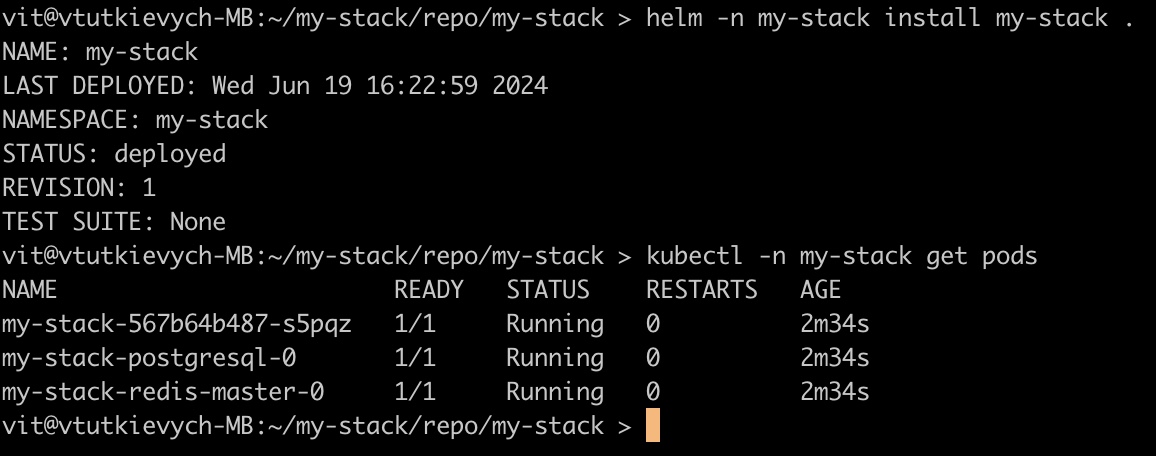 vit@vtutkievych-MB:~/my-stack/repo/my-stack > helm -n my-stack install my-stack .
NAME: my-stack
LAST DEPLOYED: Wed Jun 19 16:22:59 2024
NAMESPACE: my-stack
STATUS: deployed
REVISION: 1
TEST SUITE: None
vit@vtutkievych-MB:~/my-stack/repo/my-stack > kubectl -n my-stack get pods
NAME                        READY   STATUS    RESTARTS   AGE
my-stack-567b64b487-s5pqz   1/1     Running   0          2m34s
my-stack-postgresql-0       1/1     Running   0          2m34s
my-stack-redis-master-0     1/1     Running   0          2m34s
vit@vtutkievych-MB:~/my-stack/repo/my-stack >